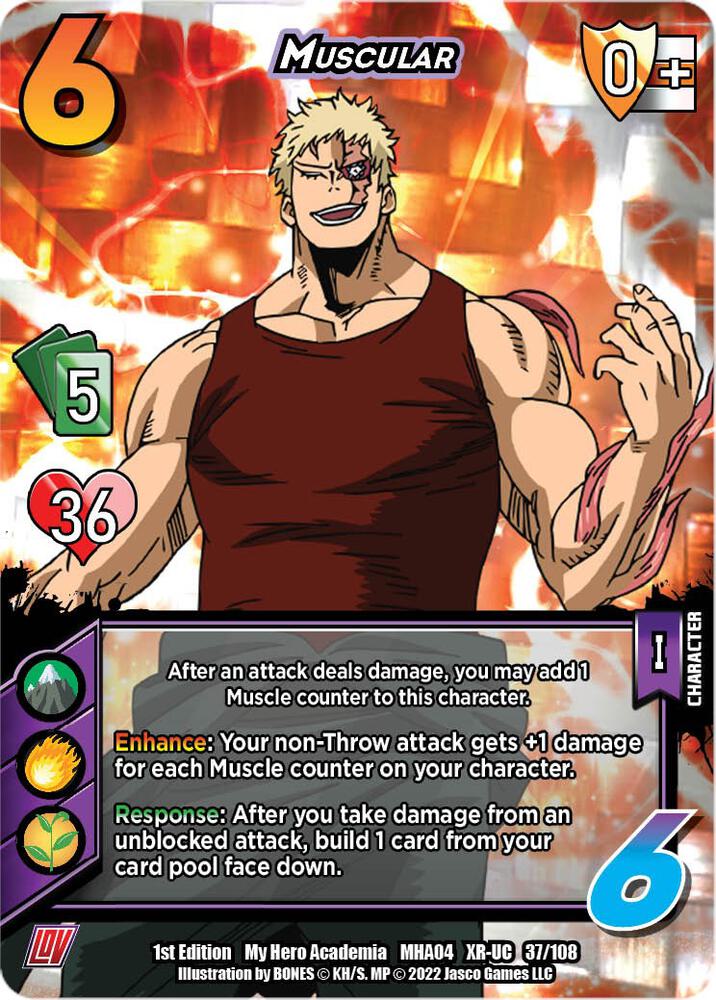 6
MUSCULAR
0 +
5
36
I
CHARACTER
After an attack deals damage, you may add 1
Muscle counter to this character.
Enhance: Your non-Throw attack gets +1 damage
for each Muscle counter on your character.
Response: After you take damage from an
unblocked attack, build 1 card from your
card pool face down.
6
LOV
1st Edition My Hero Academia MHA04 XR-UC 37/108
Illustration by BONES © KH/S. MP © 2022 Jasco Games LLC